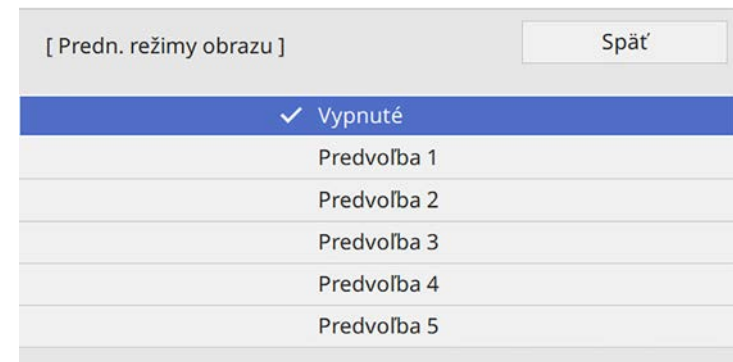 [ Predn. režimy obrazu ]
Späť
Vypnuté
Predvoľba 1
Predvoľba 2
Predvoľba 3
Predvoľba 4
Predvoľba 5